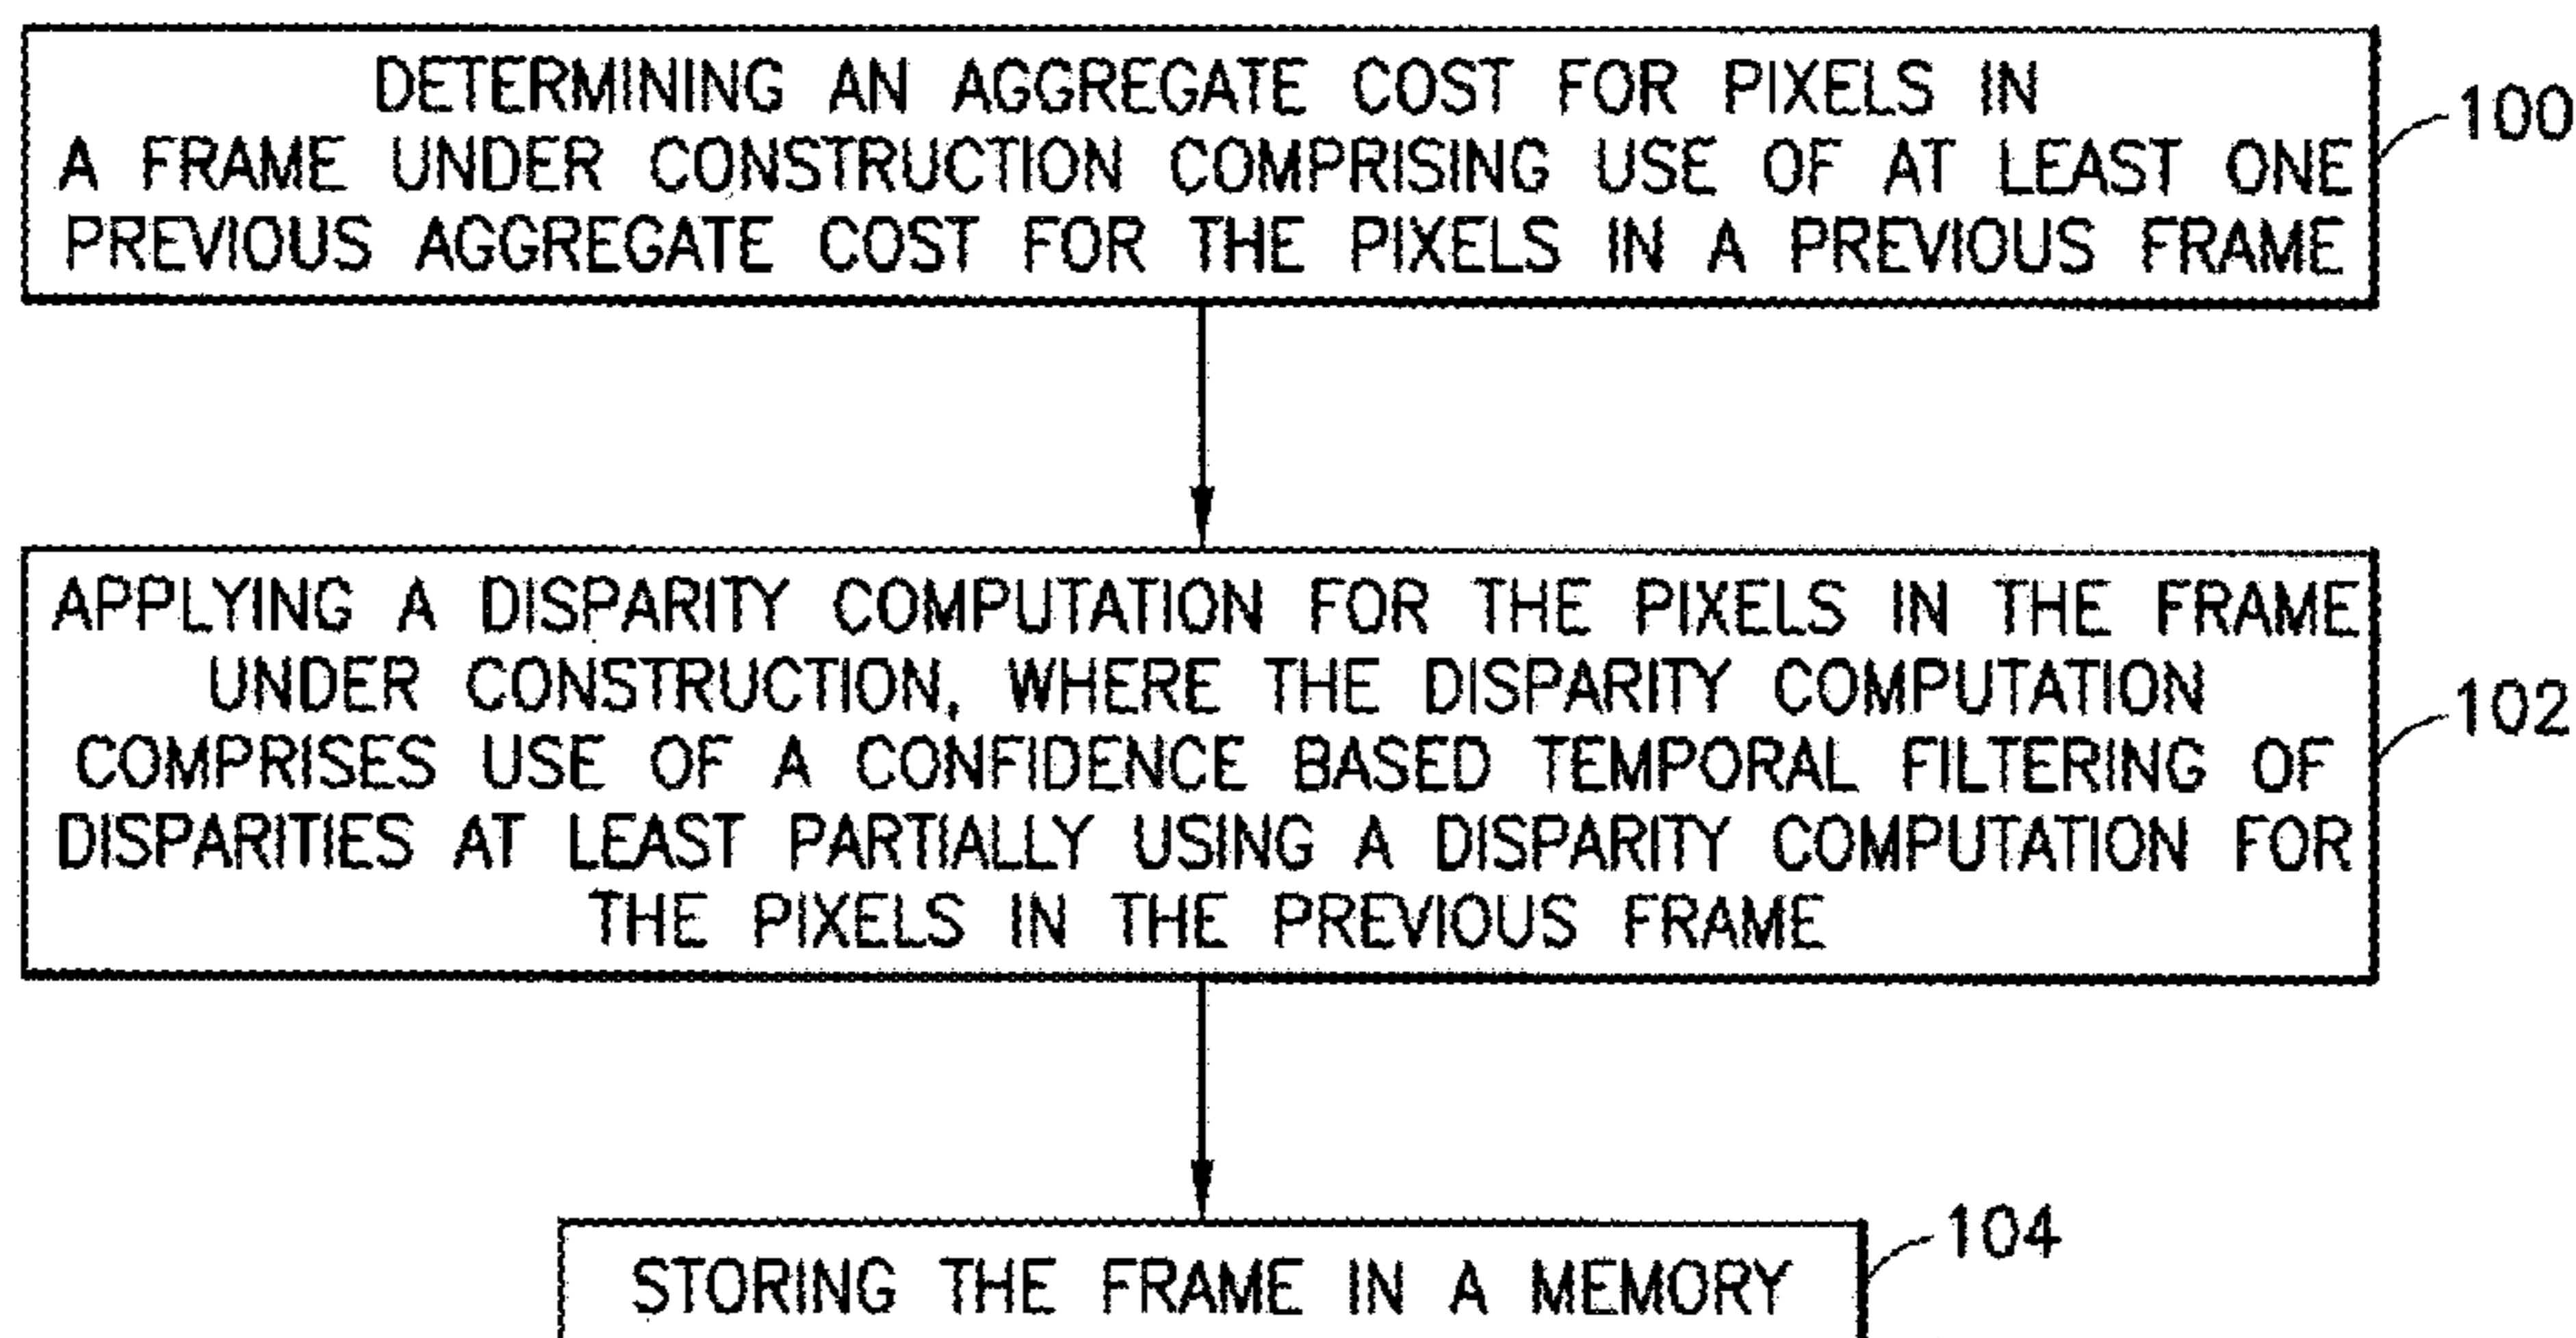 DETERMINING AN AGGREGATE COST FOR PIXELS IN
A FRAME UNDER CONSTRUCTION COMPRISING USE OF AT LEAST ONE
PREVIOUS AGGREGATE COST FOR THE PIXELS IN A PREVIOUS FRAME
100
APPLYING A DISPARITY COMPUTATION FOR THE PIXELS IN THE FRAME
UNDER CONSTRUCTION, WHERE THE DISPARITY COMPUTATION
COMPRISES USE OF A CONFIDENCE BASED TEMPORAL FILTERING OF
DISPARITIES AT LEAST PARTIALLY USING A DISPARITY COMPUTATION FOR
THE PIXELS IN THE PREVIOUS FRAME
102
STORING THE FRAME IN A MEMORY
104